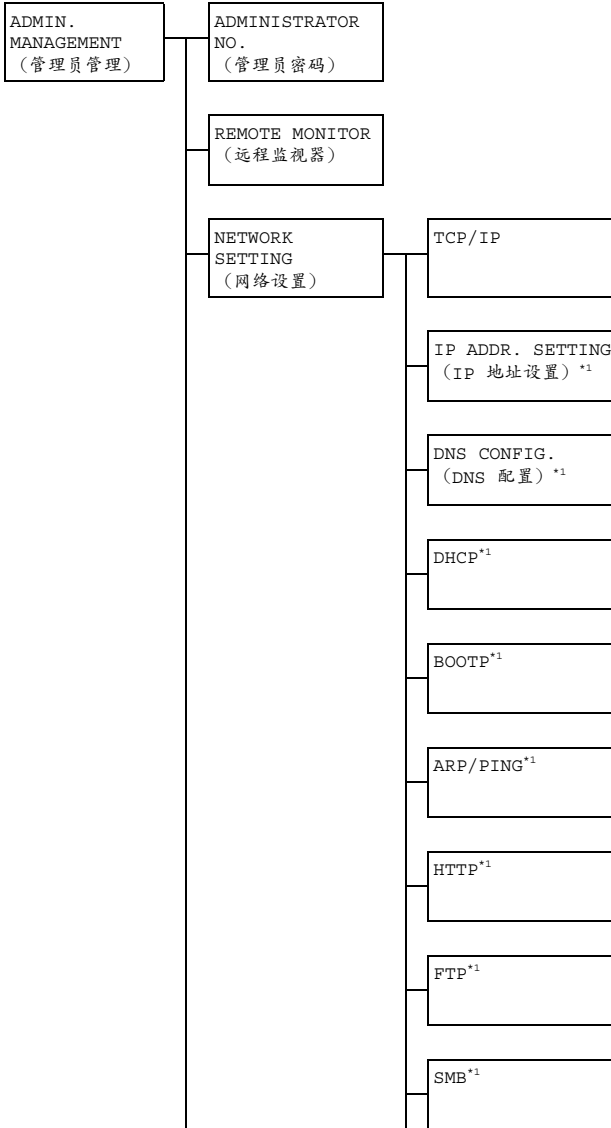 ADMIN.
MANAGEMENT
（管理员管理）
ADMINISTRATOR
NO.
（管理员密码）
REMOTE MONITOR
（远程监视器）
NETWORK
SETTING
（网络设置）
TCP/IP
IP ADDR. SETTING
（IP 地址设置）*1
DNS CONFIG.
（DNS 配置）*1
DHCP*1
BOOTP*1
ARP/PING*1
HTTP*1
FTP*1
SMB*1